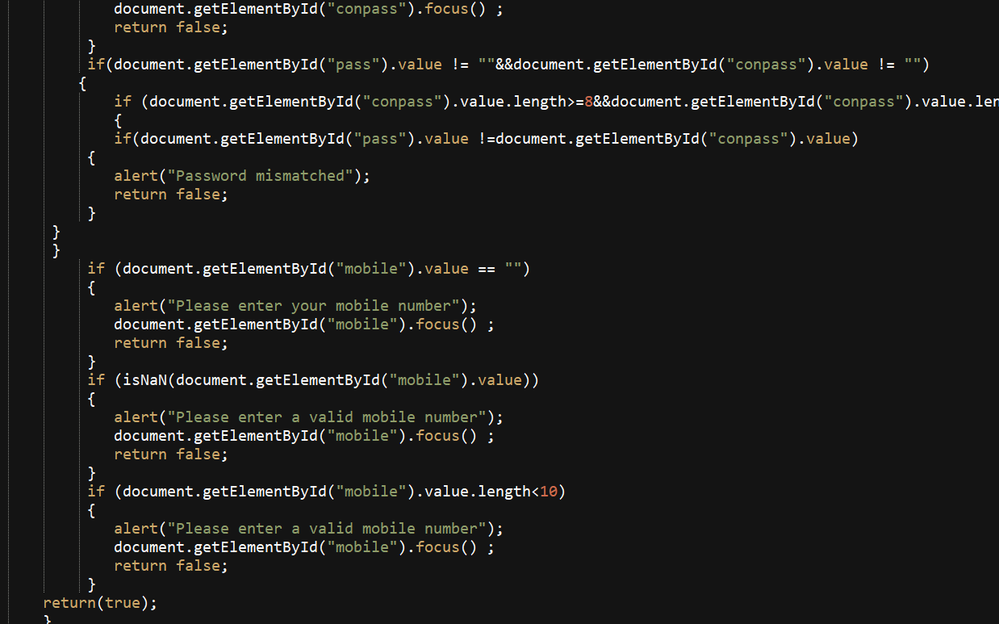 document.getElementById("conpass").focus() ;
return false;
}
if(document.getElementById("pass").value != ""&&document.getElementById("conpass").value != "")
{
if (document.getElementById("conpass").value.length>=8&&document.getElementById("conpass").value.len
{
if(document.getElementById("pass").value !=document.getElementById("conpass").value)
{
alert("Password mismatched");
return false;
}
}
}
if (document.getElementById("mobile").value == "")
{
alert("Please enter your mobile number");
document.getElementById("mobile").focus() ;
return false;
}
if (isNaN(document.getElementById("mobile").value))
{
alert("Please enter a valid mobile number");
document.getElementById("mobile").focus() ;
return false;
}
if (document.getElementById("mobile").value.length<10)
{
alert("Please enter a valid mobile number");
document.getElementById("mobile").focus() ;
return false;
}
return(true);
}